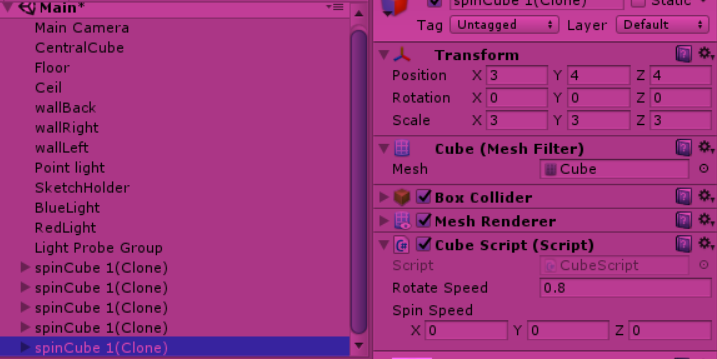 Main*
Main Camera
CentralCube
Floor
Ceil
wallBack
wallRight
wallLeft
Point light
SketchHolder
BlueLight
RedLight
Light Probe Group
spinCube 1(Clone)
spinCube 1(Clone)
spinCube 1(Clone)
spinCube 1(Clone)
spinCube 1(Clone)
spinCube 1(Clone) Static
Tag Untagged Layer Default
Transform
Position X 3 Y 4 Z 4
Rotation X 0 Y 0 Z 0
Scale X 3 Y 3 Z 3
Cube (Mesh Filter)
Mesh Cube
Box Collider
Mesh Renderer
Cube Script (Script)
Script CubeScript
Rotate Speed 0.8
Spin Speed
X 0 Y 0 Z 0